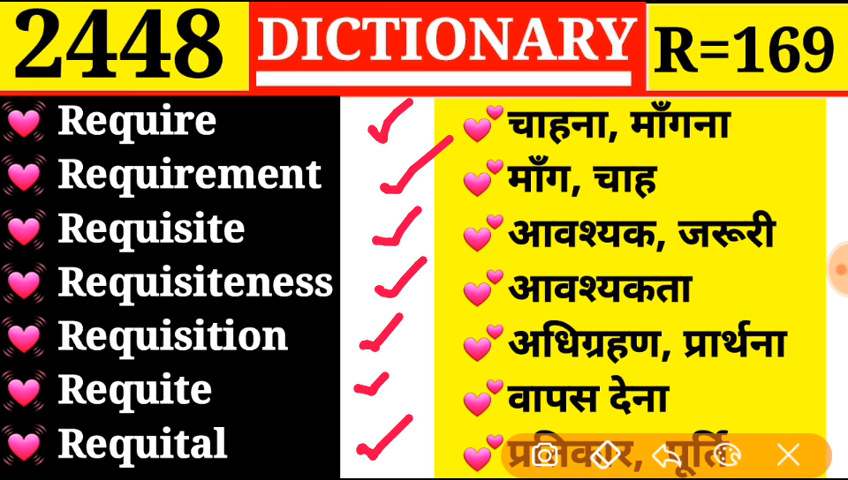 2448 DICTIONARY R=169
Require चाहना, माँगना
Requirement माँग, चाह
Requisite आवश्यक, जरूरी
Requisiteness आवश्यकता
Requisition अधिग्रहण, प्रार्थना
Requite वापस देना
Requital प्रतिकार, पूर्ति